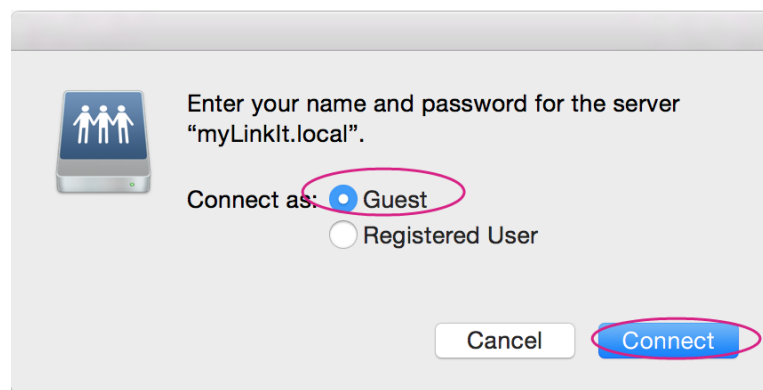 Enter your name and password for the server
“myLinkIt.local”.
Connect as: Guest
Registered User
Cancel Connect